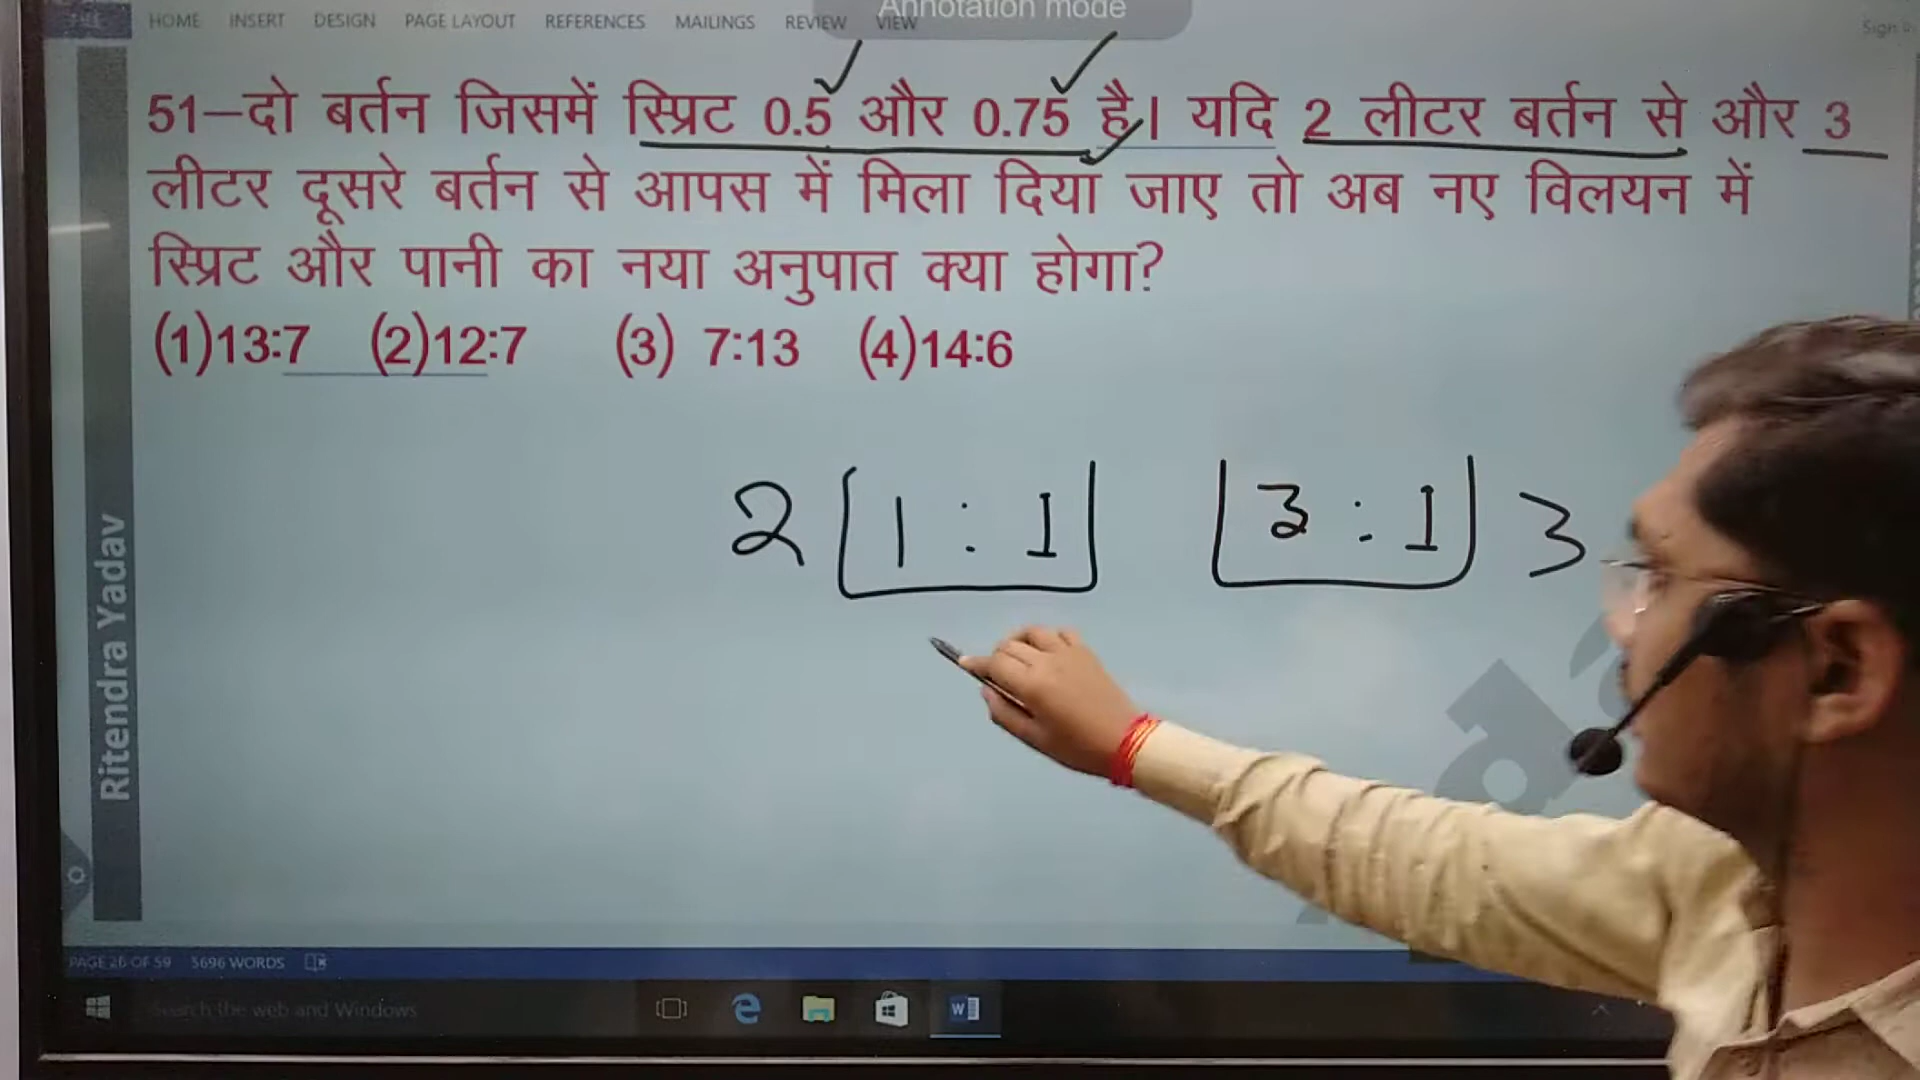 HOME INSERT DESIGN PAGE LAYOUT REFERENCES MAILINGS REVIEW VIEW
Annotation mode
Sign
51–दो बर्तन जिसमें स्प्रिट 0.5 और 0.75 है। यदि 2 लीटर बर्तन से और 3
लीटर दूसरे बर्तन से आपस में मिला दिया जाए तो अब नए विलयन में
स्प्रिट और पानी का नया अनुपात क्या होगा?
(1)13:7 (2)12:7 (3) 7:13 (4)14:6
2 1 : 1 3 : 1 3
Ritendra Yadav
PAGE 26 OF 59 5696 WORDS
Search the web and Windows